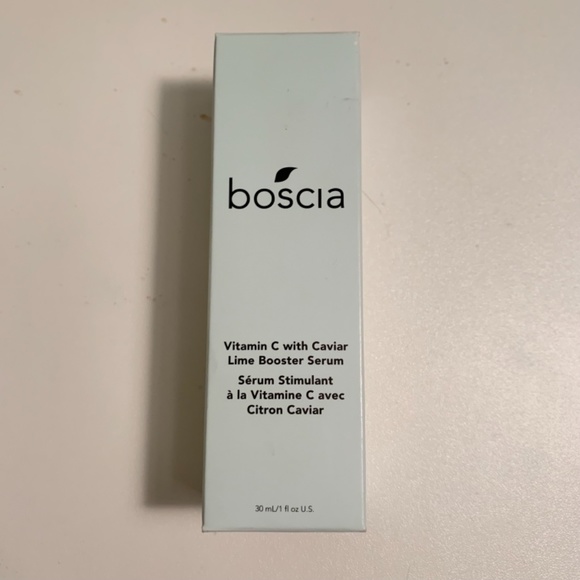 boscia
Vitamin C with Caviar
Lime Booster Serum
Sérum Stimulant
à la Vitamine C avec
Citron Caviar
30 mL/1 fl oz U.S.